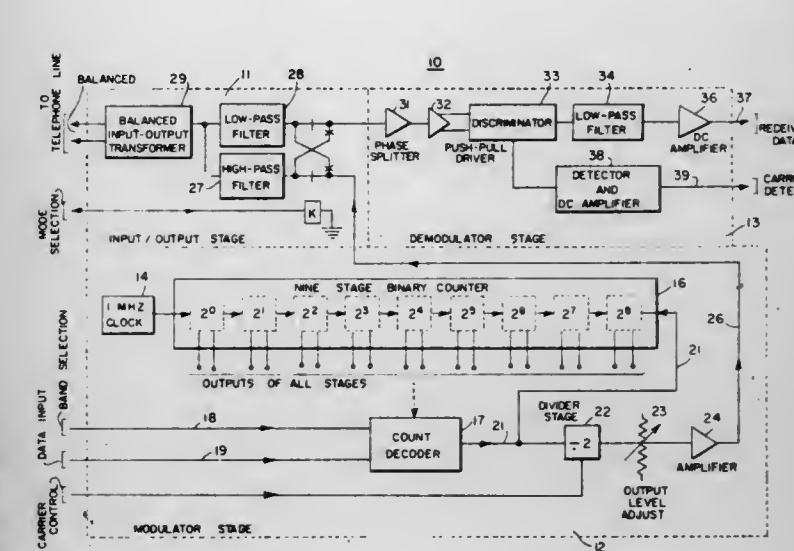 10
TO
TELEPHONE LINE
BALANCED
29
11
28
BALANCED
INPUT-OUTPUT
TRANSFORMER
LOW-PASS
FILTER
HIGH-PASS
FILTER
27
31
PHASE
SPLITTER
32
PUSH-PULL
DRIVER
33
DISCRIMINATOR
34
LOW-PASS
FILTER
36
DC
AMPLIFIER
37
38
DETECTOR
AND
DC AMPLIFIER
39
MODE
SELECTION
K
INPUT / OUTPUT STAGE
DEMODULATOR STAGE
13
14
1 MHZ
CLOCK
NINE STAGE BINARY COUNTER
16
2⁰ 2¹ 2² 2³ 2⁴ 2⁵ 2⁶ 2⁷ 2⁸
OUTPUTS OF ALL STAGES
26
21
BAND SELECTION
18
DATA INPUT
19
17
COUNT
DECODER
21
DIVIDER
STAGE
22
÷ 2
23
OUTPUT
LEVEL
ADJUST
24
AMPLIFIER
CARRIER
CONTROL
MODULATOR STAGE
12